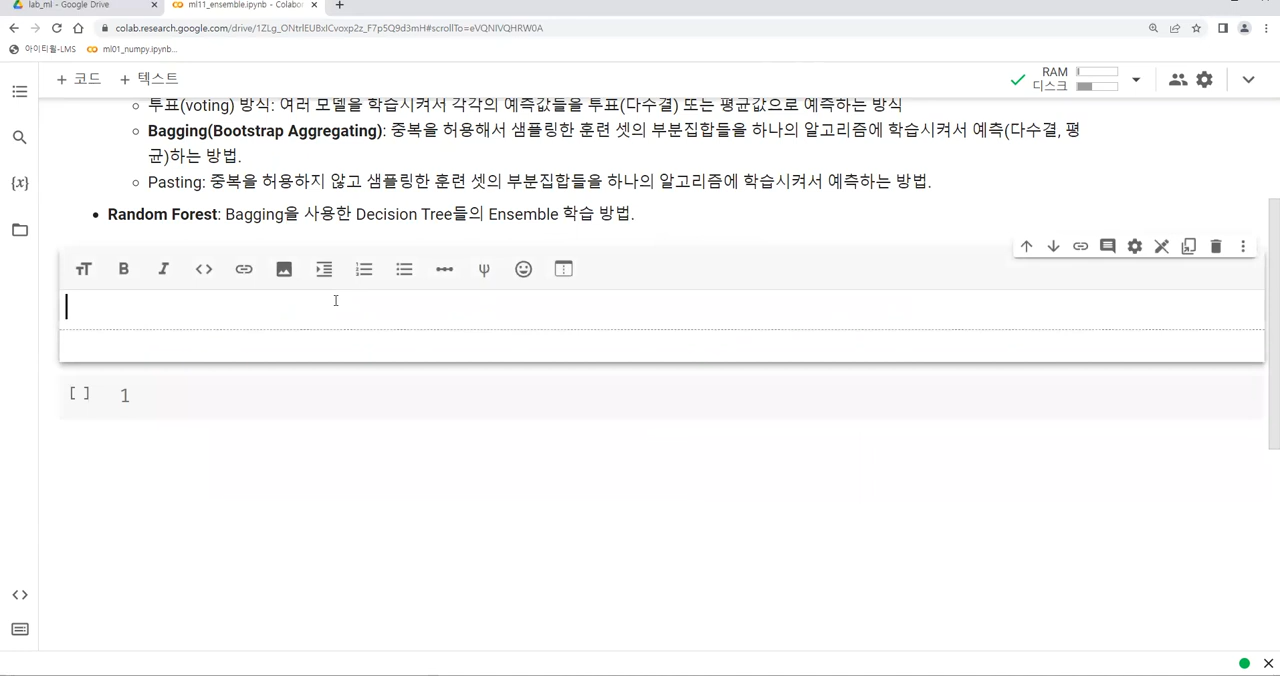 lab_ml - Google Drive
ml11_ensemble.ipynb - Colabor
colab.research.google.com/drive/1ZLg_ONtrlEUBxICvoxp2z_F7p5Q9d3mH#scrollTo=eVQNIVQHRW0A
아이티윌-LMS
ml01_numpy.ipynb...
+ 코드 + 텍스트
RAM
디스크
투표(voting) 방식: 여러 모델을 학습시켜서 각각의 예측값들을 투표(다수결) 또는 평균값으로 예측하는 방식
Bagging(Bootstrap Aggregating): 중복을 허용해서 샘플링한 훈련 셋의 부분집합들을 하나의 알고리즘에 학습시켜서 예측(다수결, 평
균)하는 방법.
Pasting: 중복을 허용하지 않고 샘플링한 훈련 셋의 부분집합들을 하나의 알고리즘에 학습시켜서 예측하는 방법.
Random Forest: Bagging을 사용한 Decision Tree들의 Ensemble 학습 방법.
[ ] 1